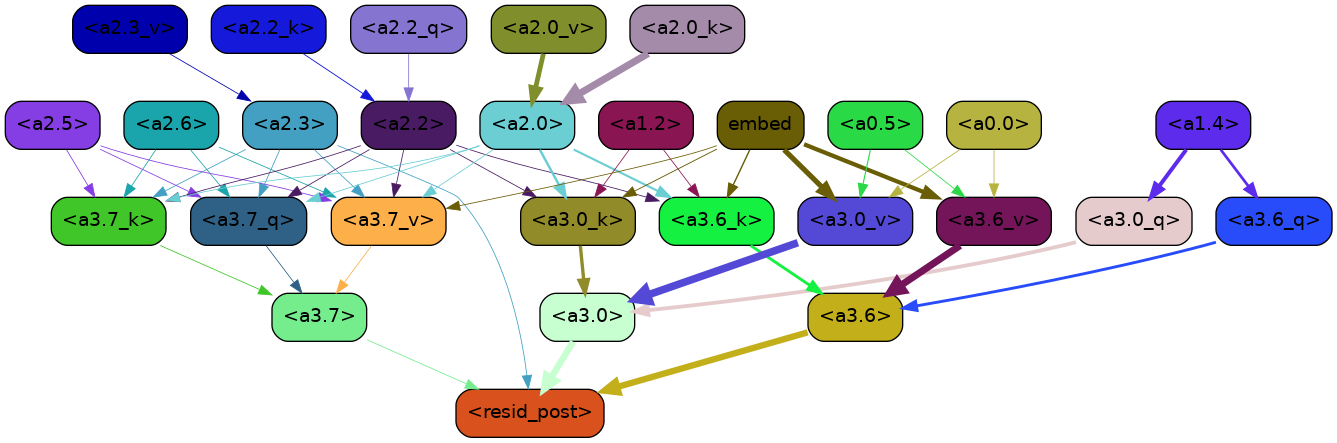 <a2.3_v> <a2.2_k> <a2.2_q> <a2.0_v> <a2.0_k>
<a2.5> <a2.6> <a2.3> <a2.2> <a2.0> <a1.2> embed <a0.5> <a0.0> <a1.4>
<a3.7_k> <a3.7_q> <a3.7_v> <a3.0_k> <a3.6_k> <a3.0_v> <a3.6_v> <a3.0_q> <a3.6_q>
<a3.7> <a3.0> <a3.6>
<resid_post>